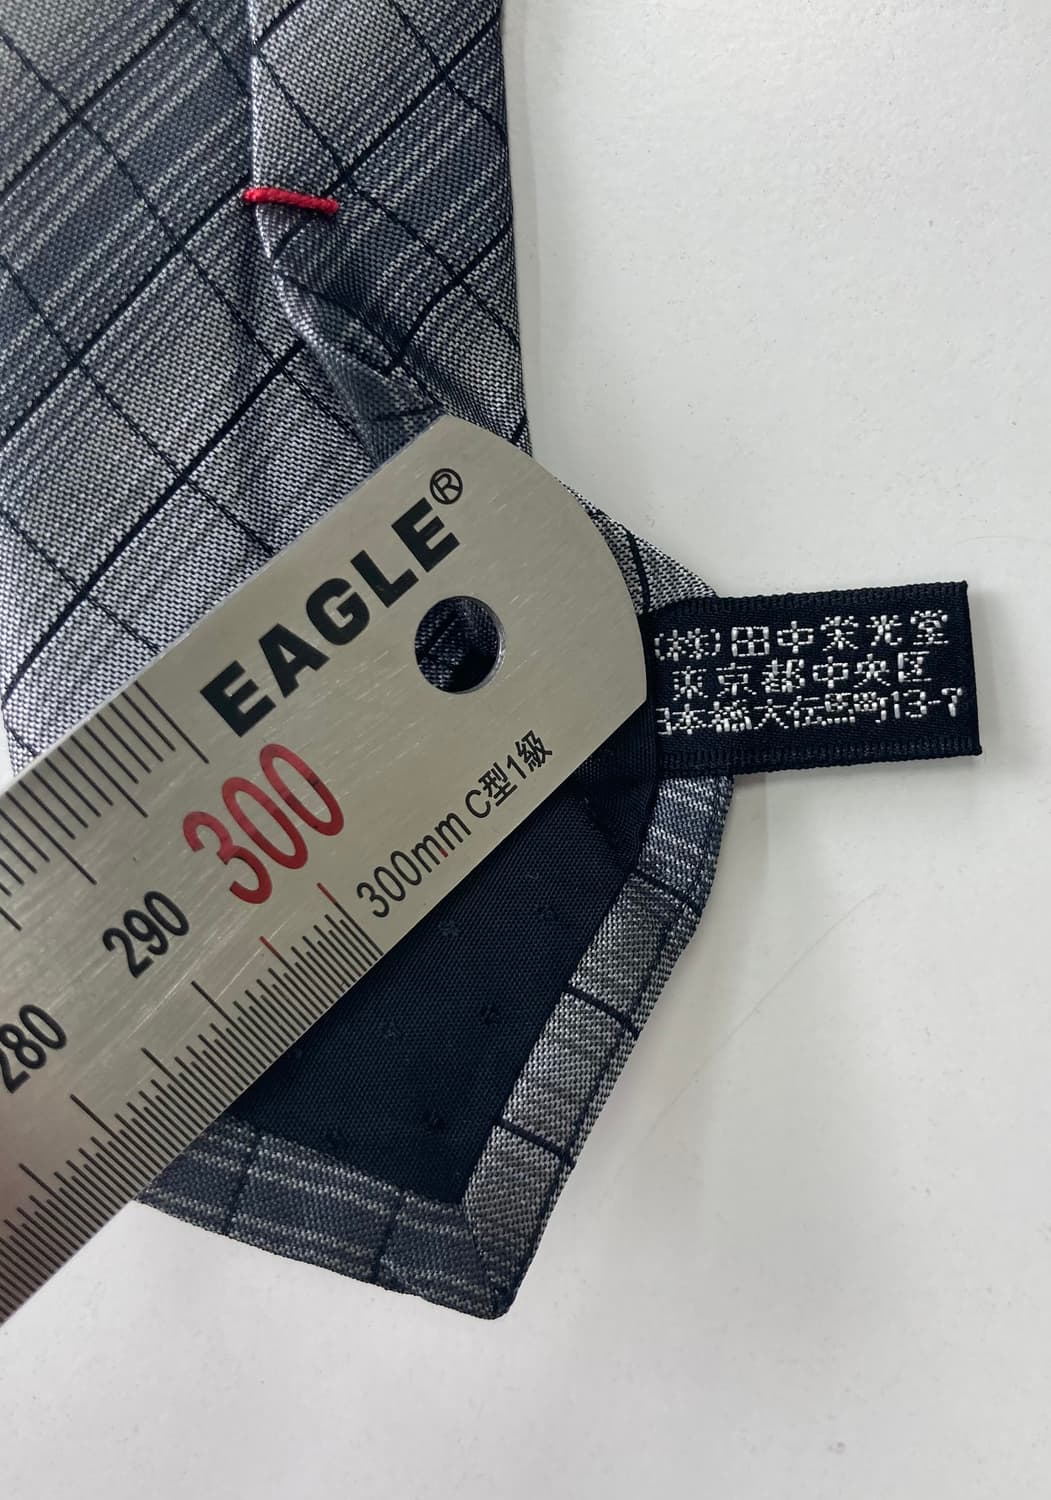 EAGLE®
300
290
280
300mm C型1級
(株)田中栄光堂
東京都中央区
日本橋大伝馬町13-7